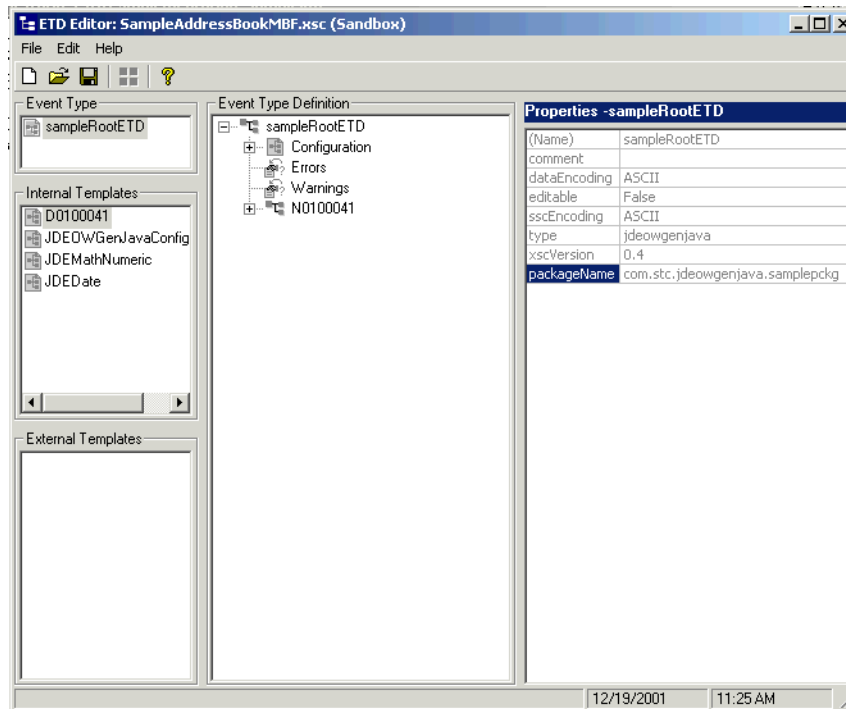 ETD Editor: SampleAddressBookMBF.xsc (Sandbox)
File Edit Help
Event Type
sampleRootETD
Internal Templates
D0100041
JDEOWGenJavaConfig
JDEMathNumeric
JDEDate
External Templates
Event Type Definition
sampleRootETD
Configuration
Errors
Warnings
N0100041
Properties -sampleRootETD
(Name) sampleRootETD
comment
dataEncoding ASCII
editable False
sscEncoding ASCII
type jdeowgenjava
xscVersion 0.4
packageName com.stc.jdeowgenjava.samplepckg
12/19/2001 11:25 AM